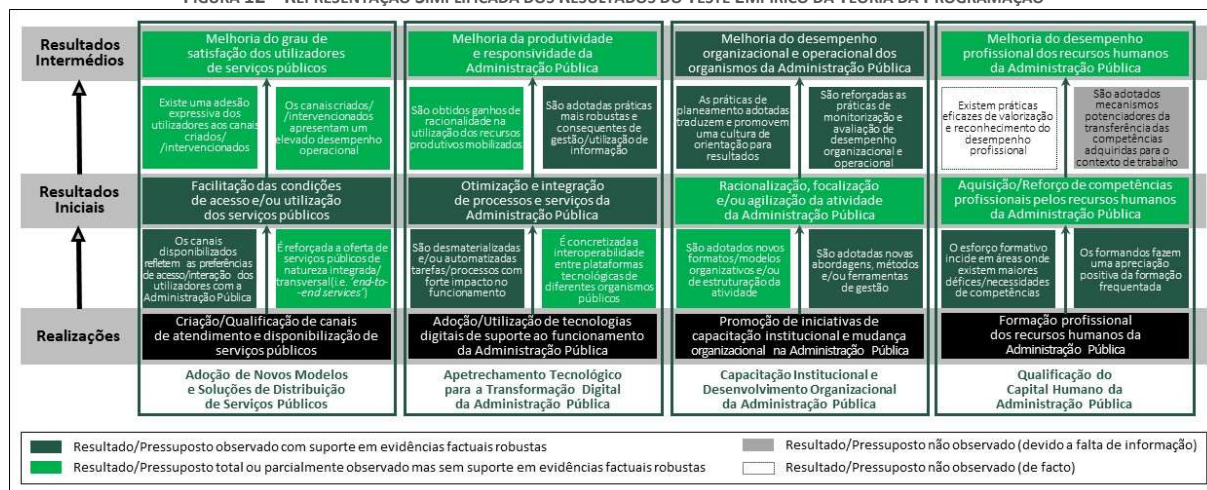 FIGURA 12 – REPRESENTAÇÃO SIMPLIFICADA DOS RESULTADOS DO TESTE EMPÍRICO DA TEORIA DA PROGRAMAÇÃO
Resultados
Intermédios
Melhoria do grau de
satisfação dos utilizadores
de serviços públicos
Melhoria da produtividade
e responsividade da
Administração Pública
Melhoria do desempenho
organizacional e operacional dos
organismos da Administração Pública
Melhoria do desempenho
profissional dos recursos humanos
da Administração Pública
Existe uma adesão
expressiva dos
utilizadores aos canais
criados/
/intervencionados
Os canais criados/
/intervencionados
apresentam um
elevado desempenho
operacional
São obtidos ganhos de
racionalidade na
utilização dos recursos
produtivos mobilizados
São adotadas práticas
mais robustas e
consequentes de
gestão/utilização de
informação
As práticas de
planeamento adotadas
traduzem e promovem
uma cultura de
orientação para
resultados
São reforçadas as
práticas de
monitorização e
avaliação de
desempenho
organizacional e
operacional
Existem práticas
eficazes de valorização
e reconhecimento do
desempenho
profissional
São adotados
mecanismos
potenciadores da
transferência das
competências
adquiridas para o
contexto de trabalho
Resultados
Iniciais
Facilitação das condições
de acesso e/ou utilização
dos serviços públicos
Otimização e integração
de processos e serviços da
Administração Pública
Racionalização, focalização
e/ou agilização da atividade
da Administração Pública
Aquisição/Reforço de competências
profissionais pelos recursos humanos
da Administração Pública
Os canais
disponibilizados
refletem as preferências
de acesso/interação dos
utilizadores com a
Administração Pública
É reforçada a oferta de
serviços públicos de
natureza integrada/
transversal(i.e. "end-to-
end services")
São desmaterializadas
e/ou automatizadas
tarefas/processos com
forte impacto no
funcionamento
É concretizada a
interoperabilidade
entre plataformas
tecnológicas de
diferentes organismos
públicos
São adotados novos
formatos/modelos
organizativos e/ou
de estruturação da
atividade
São adotadas novas
abordagens, métodos
e/ou ferramentas de
gestão
O esforço formativo
incide em áreas onde
existem maiores
défices/necessidades de
competências
Os formandos fazem
uma apreciação
positiva da formação
frequentada
Realizações
Criação/Qualificação de canais
de atendimento e disponibilização de
serviços públicos
Adoção/Utilização de tecnologias
digitais de suporte ao funcionamento
da Administração Pública
Promoção de iniciativas de
capacitação institucional e mudança
organizacional na Administração Pública
Formação profissional
dos recursos humanos da
Administração Pública
Adoção de Novos Modelos
e Soluções de Distribuição
de Serviços Públicos
Apetrechamento Tecnológico
para a Transformação Digital
da Administração Pública
Capacitação Institucional e
Desenvolvimento Organizacional
da Administração Pública
Qualificação do
Capital Humano da
Administração Pública
Resultado/Pressuposto observado com suporte em evidências factuais robustas
Resultado/Pressuposto não observado (devido a falta de informação)
Resultado/Pressuposto total ou parcialmente observado mas sem suporte em evidências factuais robustas
Resultado/Pressuposto não observado (de facto)